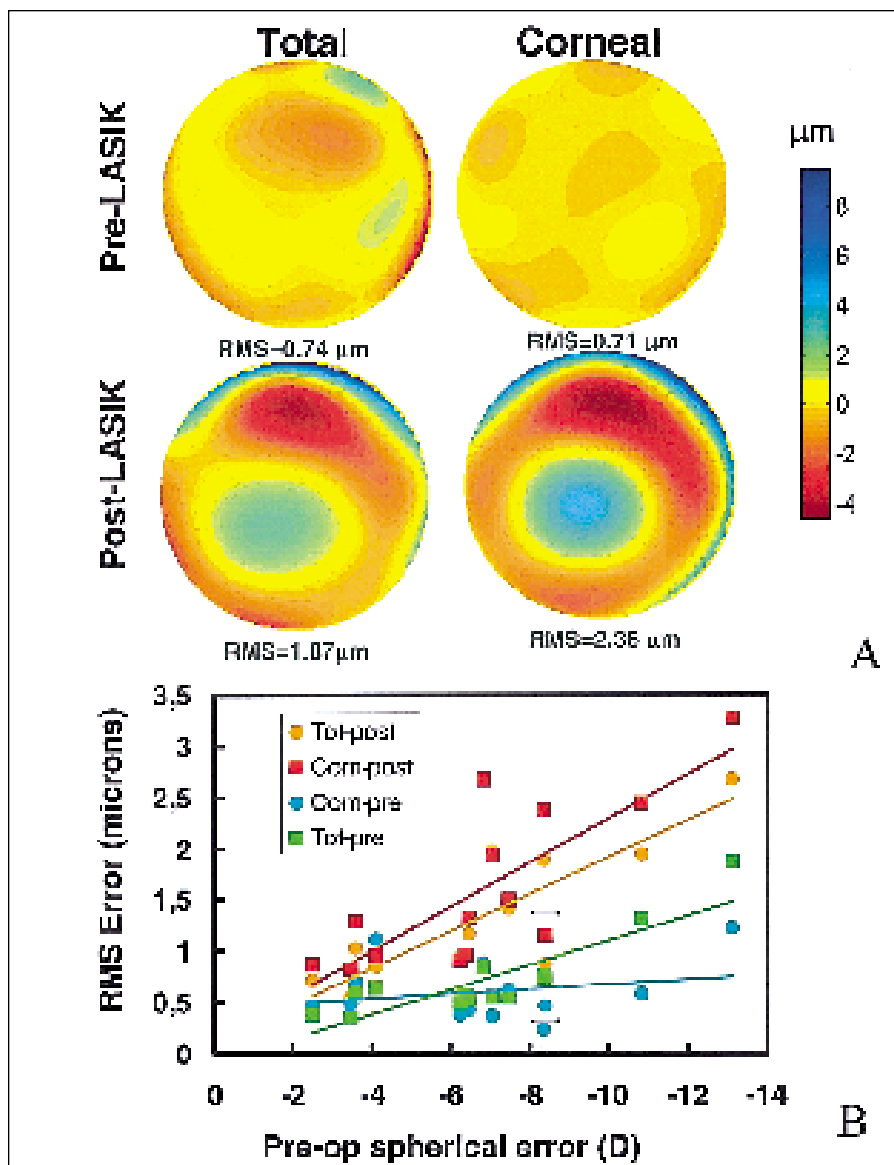 Total Corneal
Pre-LASIK
μm
8
6
4
2
0
-2
-4
RMS=0.74 μm RMS=0.71 μm
Post-LASIK
RMS=1.07μm RMS=2.36 μm
A
RMS Error (microns)
3.5
3
2.5
2
1.5
1
0.5
0
Tot-post
Corn-post
Corn-pre
Tot-pre
0 -2 -4 -6 -8 -10 -12 -14
Pre-op spherical error (D)
B